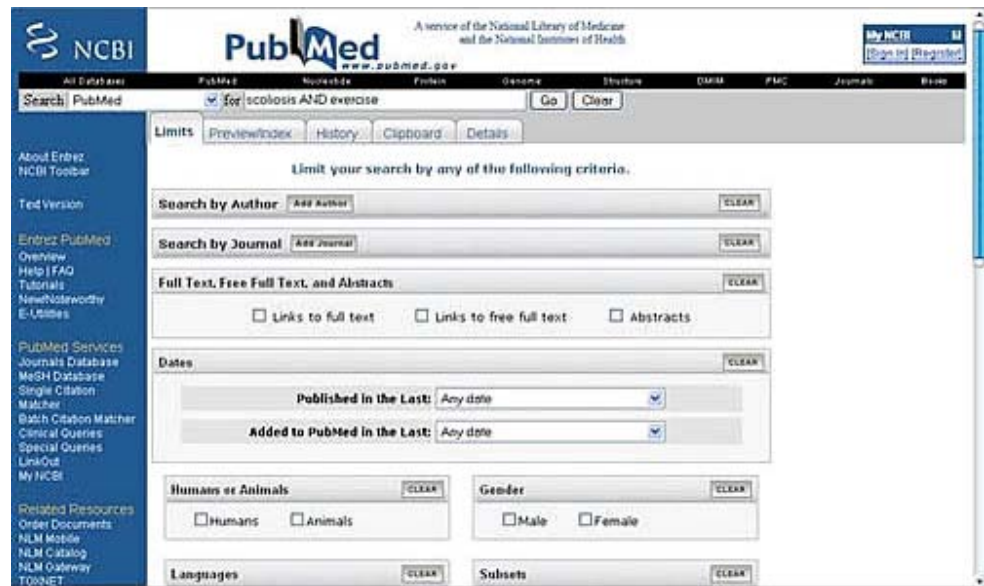 NCBI
PubMed
www.pubmed.gov
A service of the National Library of Medicine
and the National Institutes of Health
My NCBI
[Sign In] [Register]
All Databases PubMed Nucleotide Protein Genome Structure OMIM PMC Journals Books
Search PubMed for scoliosis AND exercise Go Clear
Limits Preview/Index History Clipboard Details
Limit your search by any of the following criteria.
About Entrez
NCBI Toolbar
Text Version
Entrez PubMed
Overview
Help | FAQ
Tutorials
New/Noteworthy
E-Utilities
PubMed Services
Journals Database
MeSH Database
Single Citation
Matcher
Batch Citation Matcher
Clinical Queries
Special Queries
LinkOut
My NCBI
Related Resources
Order Documents
NLM Mobile
NLM Catalog
NLM Gateway
TOXNET
Search by Author Add Author CLEAR
Search by Journal Add Journal CLEAR
Full Text, Free Full Text, and Abstracts CLEAR
Links to full text Links to free full text Abstracts
Dates CLEAR
Published in the Last: Any date
Added to PubMed in the Last: Any date
Humans or Animals CLEAR Gender CLEAR
Humans Animals Male Female
Languages CLEAR Subsets CLEAR